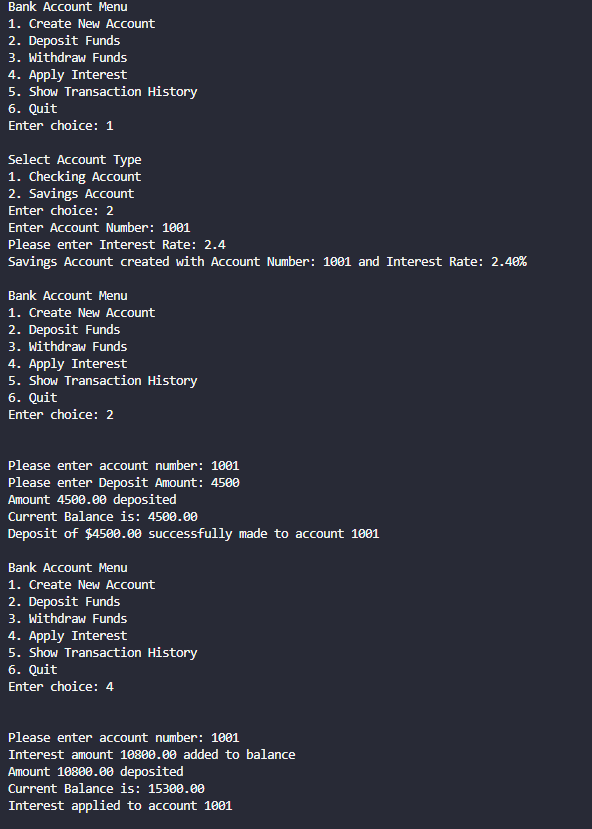 Bank Account Menu
1. Create New Account
2. Deposit Funds
3. Withdraw Funds
4. Apply Interest
5. Show Transaction History
6. Quit
Enter choice: 1
Select Account Type
1. Checking Account
2. Savings Account
Enter choice: 2
Enter Account Number: 1001
Please enter Interest Rate: 2.4
Savings Account created with Account Number: 1001 and Interest Rate: 2.40%
Bank Account Menu
1. Create New Account
2. Deposit Funds
3. Withdraw Funds
4. Apply Interest
5. Show Transaction History
6. Quit
Enter choice: 2
Please enter account number: 1001
Please enter Deposit Amount: 4500
Amount 4500.00 deposited
Current Balance is: 4500.00
Deposit of $4500.00 successfully made to account 1001
Bank Account Menu
1. Create New Account
2. Deposit Funds
3. Withdraw Funds
4. Apply Interest
5. Show Transaction History
6. Quit
Enter choice: 4
Please enter account number: 1001
Interest amount 10800.00 added to balance
Amount 10800.00 deposited
Current Balance is: 15300.00
Interest applied to account 1001